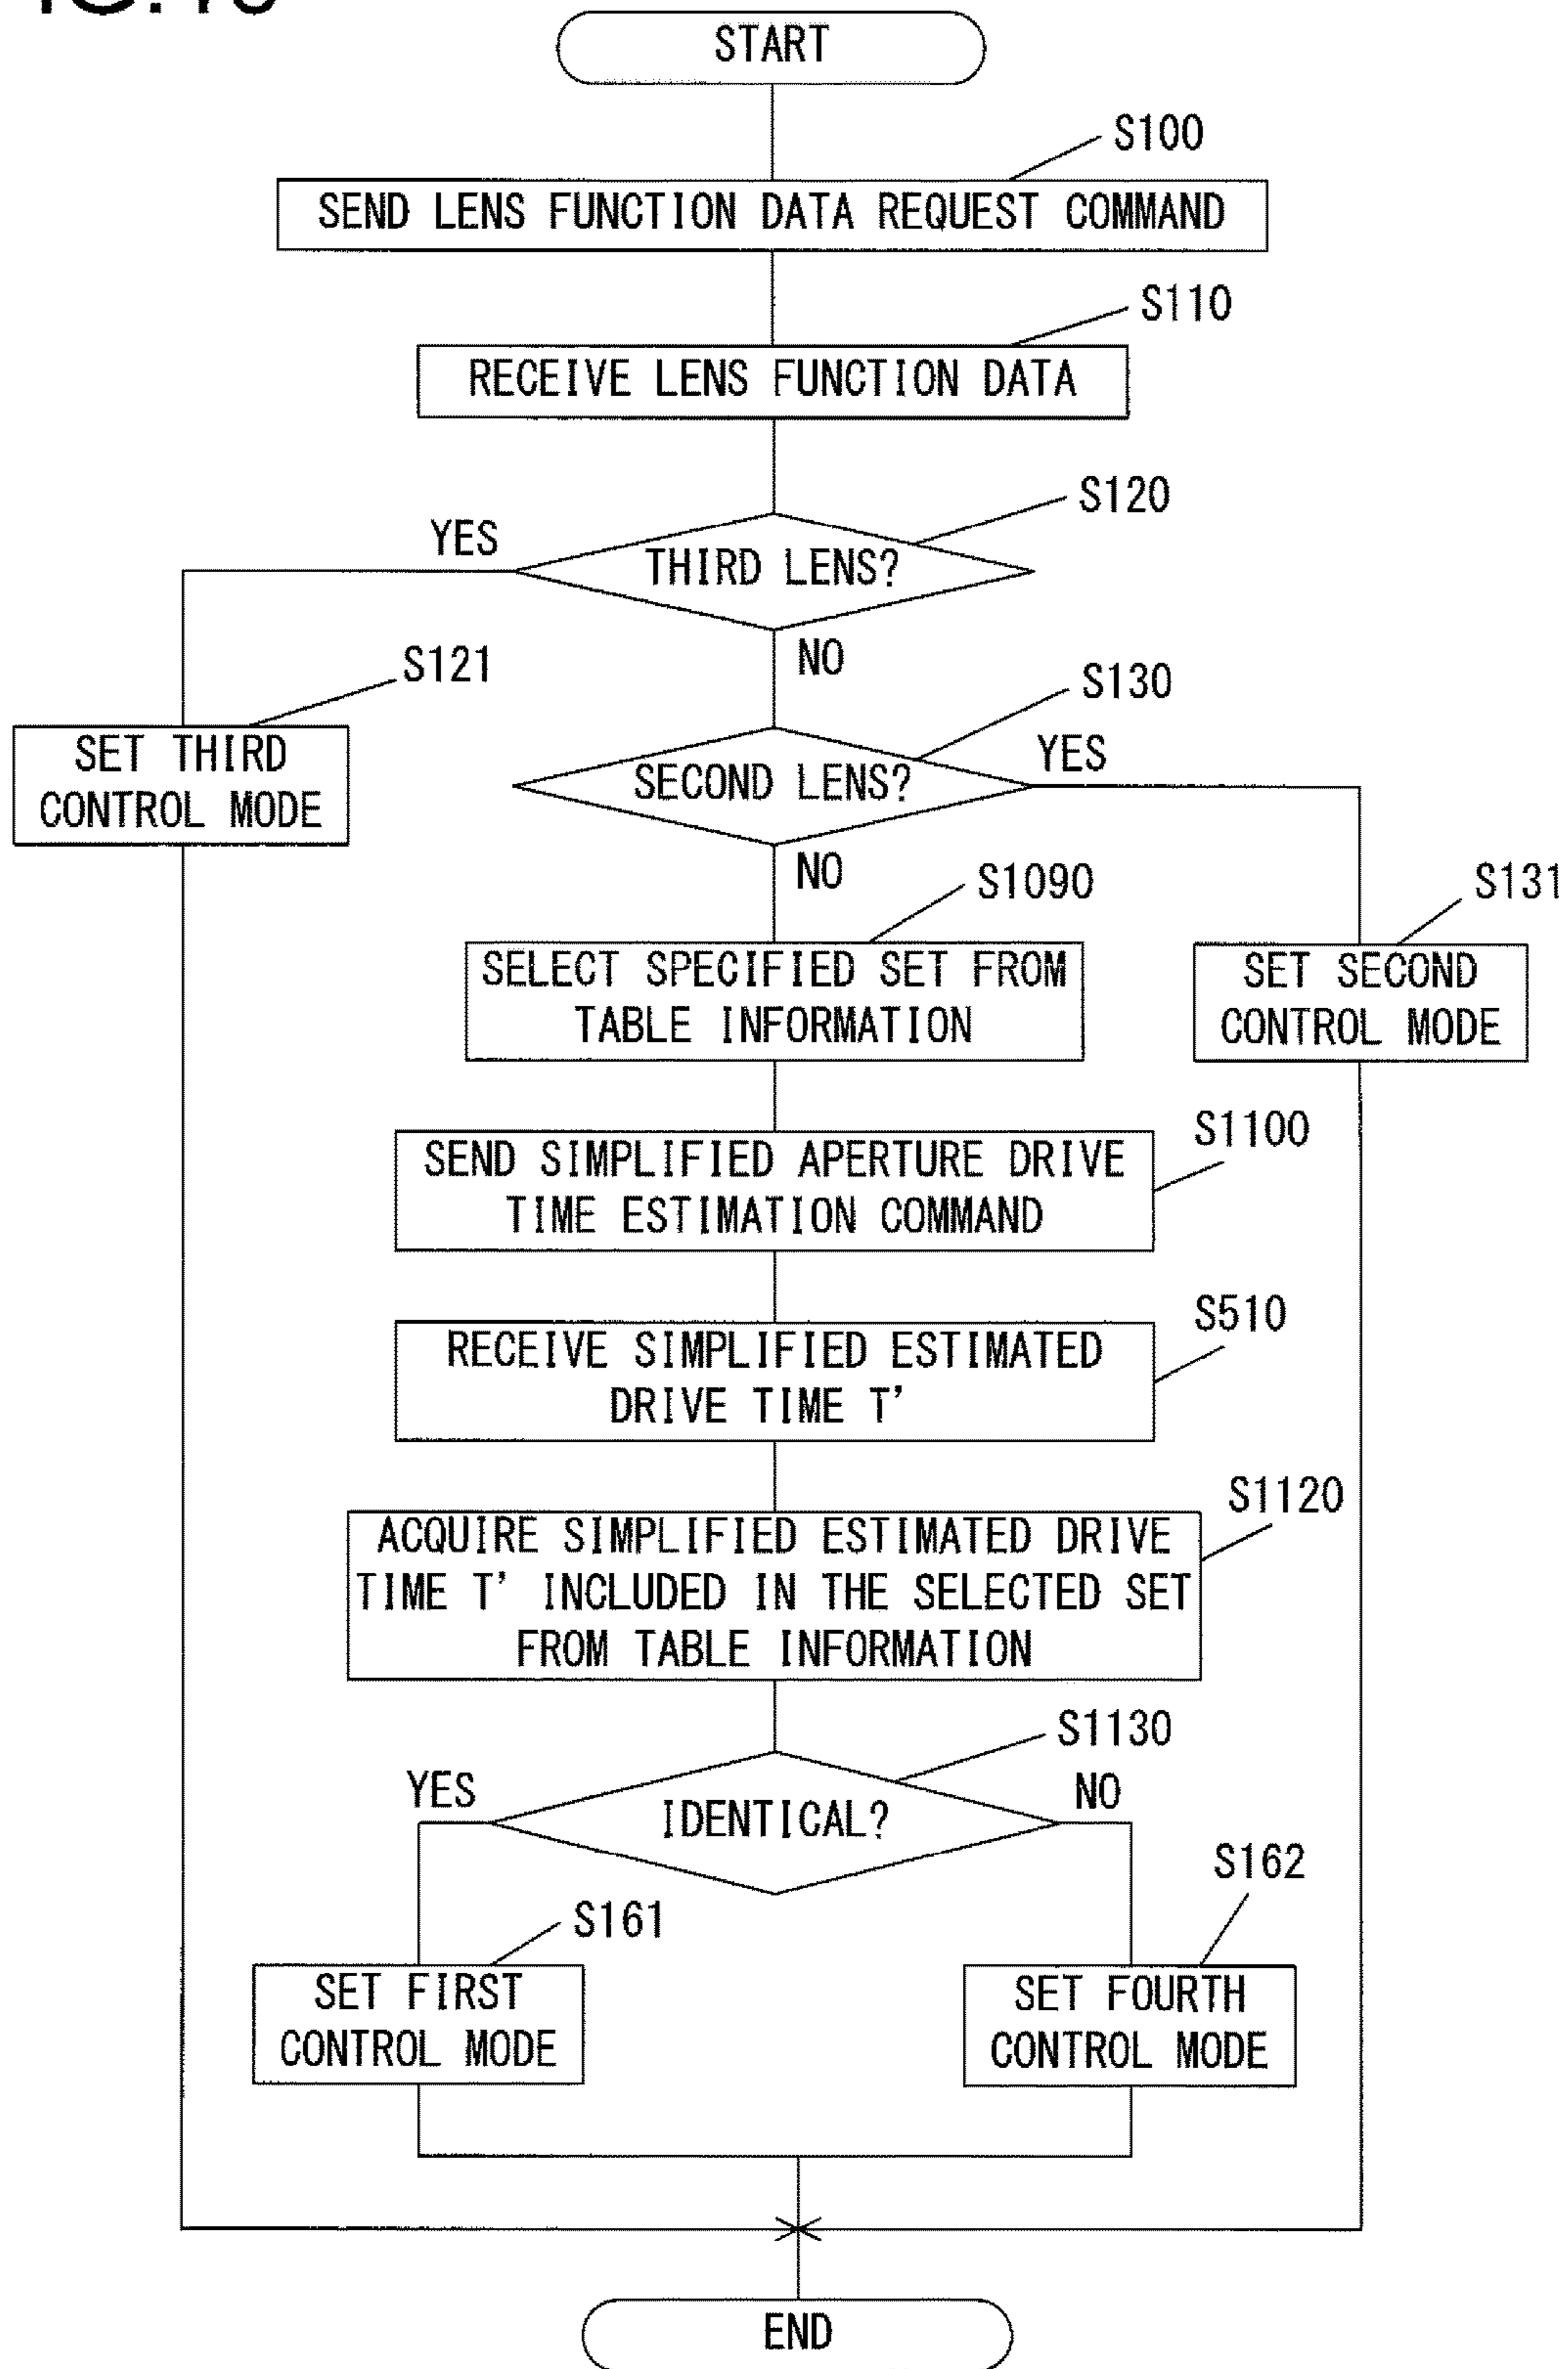 START
S100
SEND LENS FUNCTION DATA REQUEST COMMAND
S110
RECEIVE LENS FUNCTION DATA
S120
YES
THIRD LENS?
NO
S121
SET THIRD
CONTROL MODE
S130
YES
SECOND LENS?
NO
S131
SET SECOND
CONTROL MODE
S1090
SELECT SPECIFIED SET FROM
TABLE INFORMATION
S1100
SEND SIMPLIFIED APERTURE DRIVE
TIME ESTIMATION COMMAND
S510
RECEIVE SIMPLIFIED ESTIMATED
DRIVE TIME T'
S1120
ACQUIRE SIMPLIFIED ESTIMATED DRIVE
TIME T' INCLUDED IN THE SELECTED SET
FROM TABLE INFORMATION
S1130
YES
IDENTICAL?
NO
S161
SET FIRST
CONTROL MODE
S162
SET FOURTH
CONTROL MODE
END